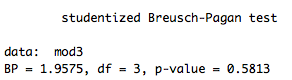 studentized Breusch-Pagan test
data:  mod3
BP = 1.9575, df = 3, p-value = 0.5813